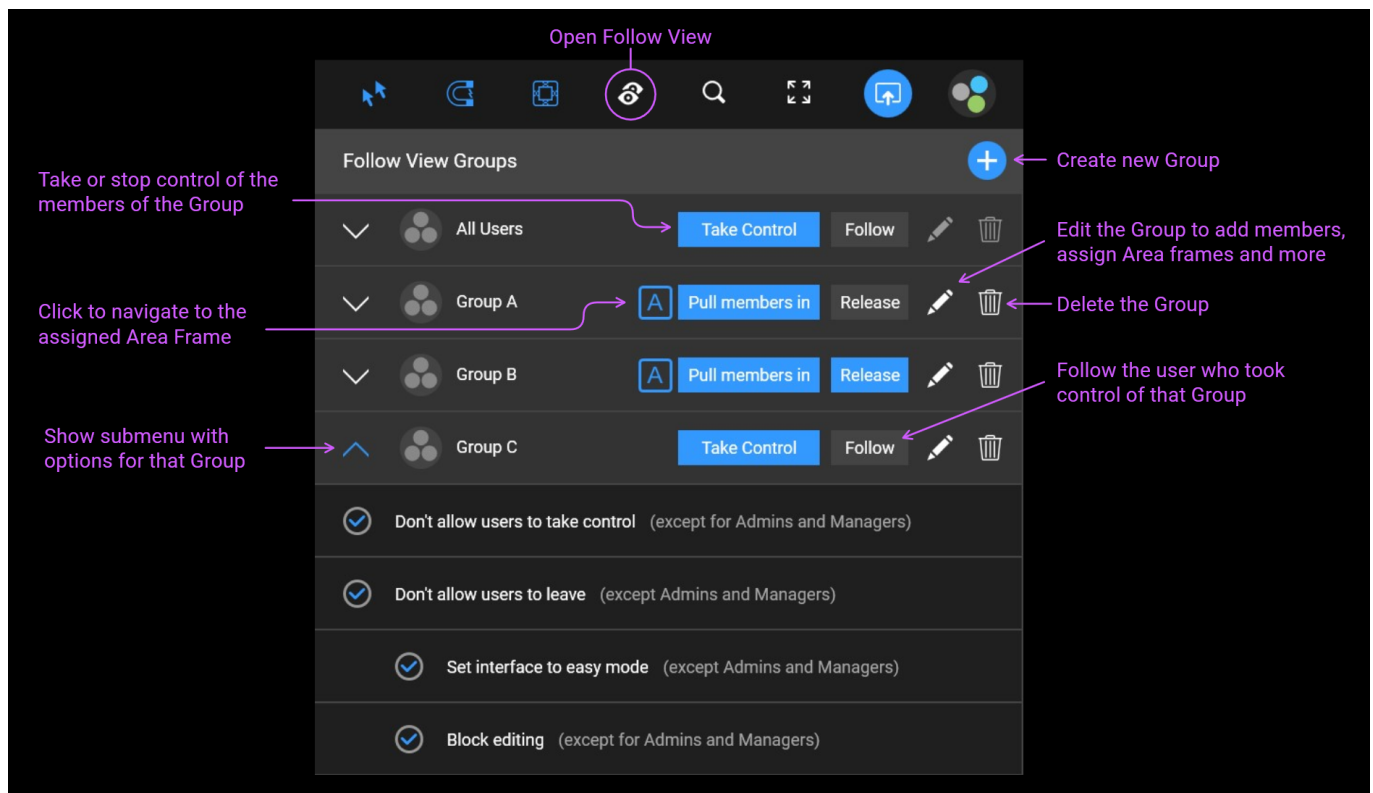 Open Follow View
Follow View Groups
Create new Group
Take or stop control of the
members of the Group
All Users
Take Control
Follow
Edit the Group to add members,
assign Area frames and more
Click to navigate to the
assigned Area Frame
Group A
A
Pull members in
Release
Delete the Group
Group B
A
Pull members in
Release
Follow the user who took
control of that Group
Show submenu with
options for that Group
Group C
Take Control
Follow
Don't allow users to take control (except for Admins and Managers)
Don't allow users to leave (except Admins and Managers)
Set interface to easy mode (except Admins and Managers)
Block editing (except for Admins and Managers)